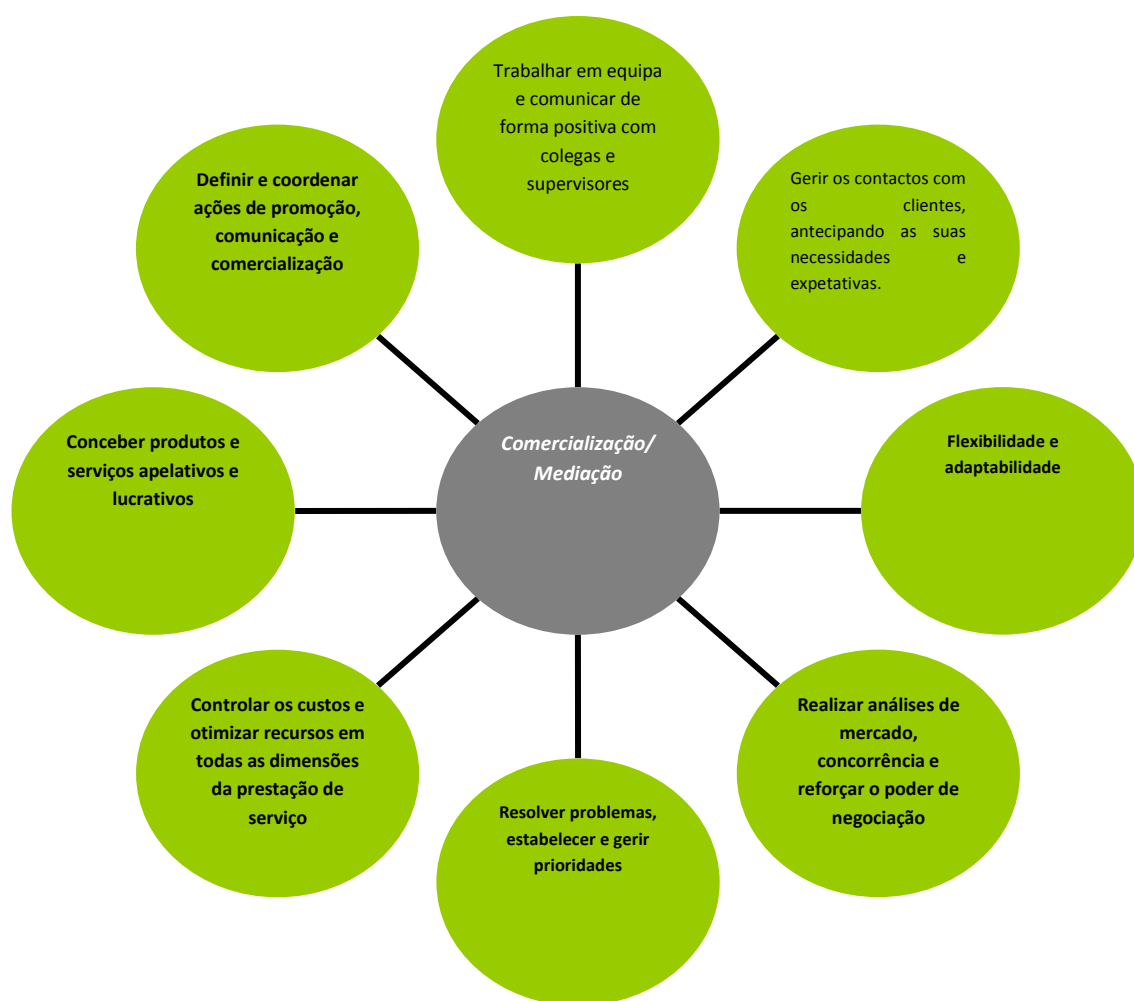 Trabalhar em equipa
e comunicar de
forma positiva com
colegas e
supervisores
Gerir os contactos com
os clientes,
antecipando as suas
necessidades e
expetativas.
Flexibilidade e
adaptabilidade
Realizar análises de
mercado,
concorrência e
reforçar o poder de
negociação
Resolver problemas,
estabelecer e gerir
prioridades
Controlar os custos e
otimizar recursos em
todas as dimensões
da prestação de
serviço
Conceber produtos e
serviços apelativos e
lucrativos
Definir e coordenar
ações de promoção,
comunicação e
comercialização
Comercialização/
Mediação